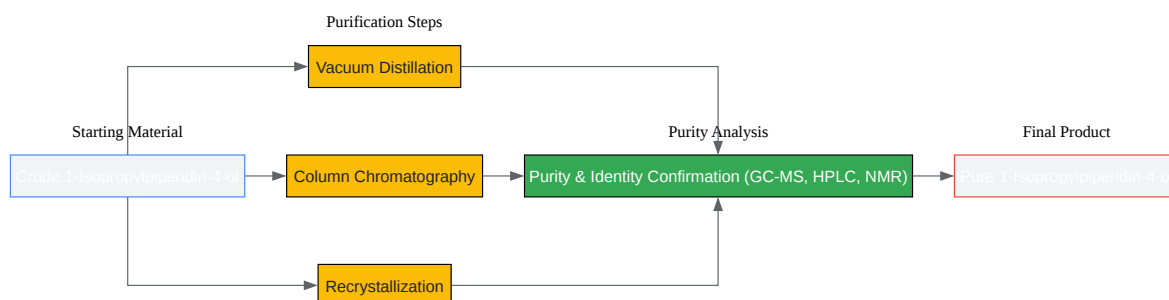 Purification Steps
Vacuum Distillation
Starting Material
Purity Analysis
Final Product
Crude 1-Isopropylpiperidin-4-ol
Column Chromatography
Purity & Identity Confirmation (GC-MS, HPLC, NMR)
Pure 1-Isopropylpiperidin-4-o
Recrystallization